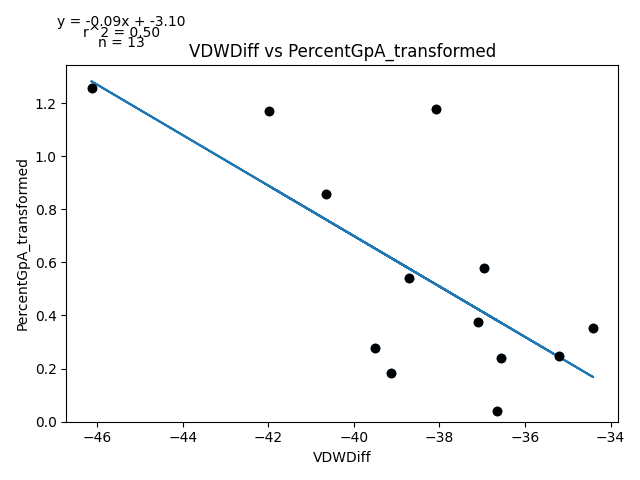 y = -0.09x + -3.10
r^2 = 0.50
n = 13
VDWDiff vs PercentGpA_transformed
PercentGpA_transformed
1.2
1.0
0.8
0.6
0.4
0.2
0.0
−46
−44
−42
−40
−38
−36
−34
VDWDiff